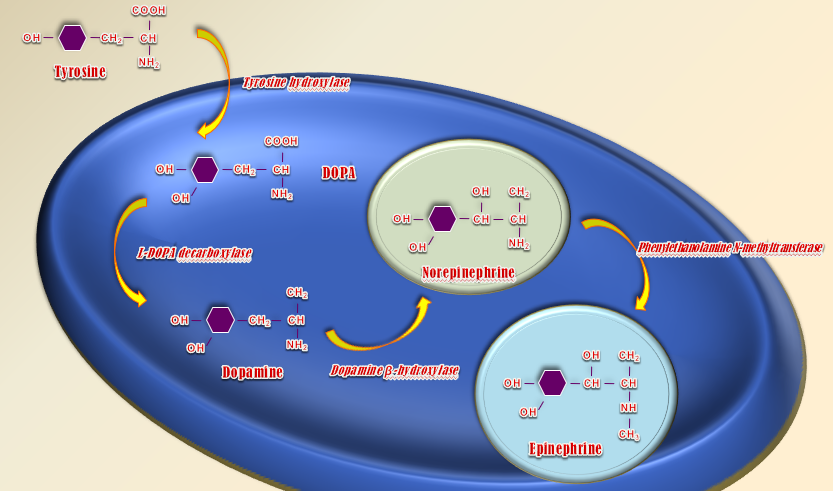 COOH
OH CH2 CH
NH2
Tyrosine
Tyrosine hydroxylase
COOH
OH CH2 CH
DOPA
OH
NH2
L-DOPA decarboxylase
OH CH2
OH CH CH
OH
NH2
Norepinephrine
Phenylethanolamine N-methyltransferase
CH2
OH CH2 CH
OH
NH2
Dopamine
Dopamine β-hydroxylase
OH CH2
OH CH CH
OH
NH
CH3
Epinephrine